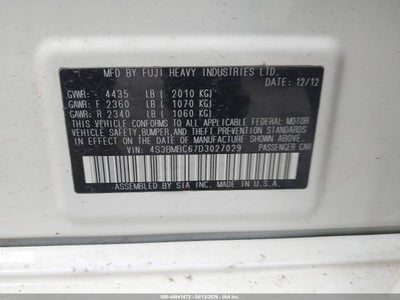 MFD BY FUJI HEAVY INDUSTRIES LTD.
DATE: 12/12
GVWR: 4435 LB ( 2010 KG)
GAWR: F 2360 LB ( 1070 KG)
GAWR: R 2340 LB ( 1060 KG)
THIS VEHICLE CONFORMS TO ALL APPLICABLE FEDERAL MOTOR
VEHICLE SAFETY, BUMPER, AND THEFT PREVENTION STANDARDS
IN EFFECT ON THE DATE OF MANUFACTURE SHOWN ABOVE.
VIN: 4S3BMBC67D3027029 PASSENGER CAR
ASSEMBLED BY SIA INC. MADE IN U.S.A.